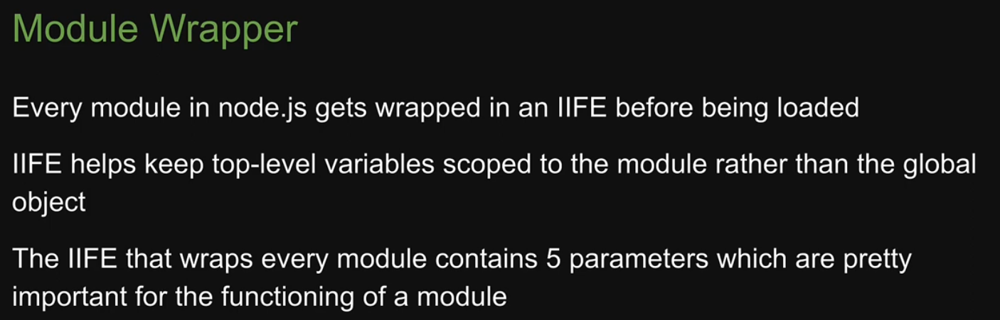 Module Wrapper
Every module in node.js gets wrapped in an IIFE before being loaded
IIFE helps keep top-level variables scoped to the module rather than the global
object
The IIFE that wraps every module contains 5 parameters which are pretty
important for the functioning of a module